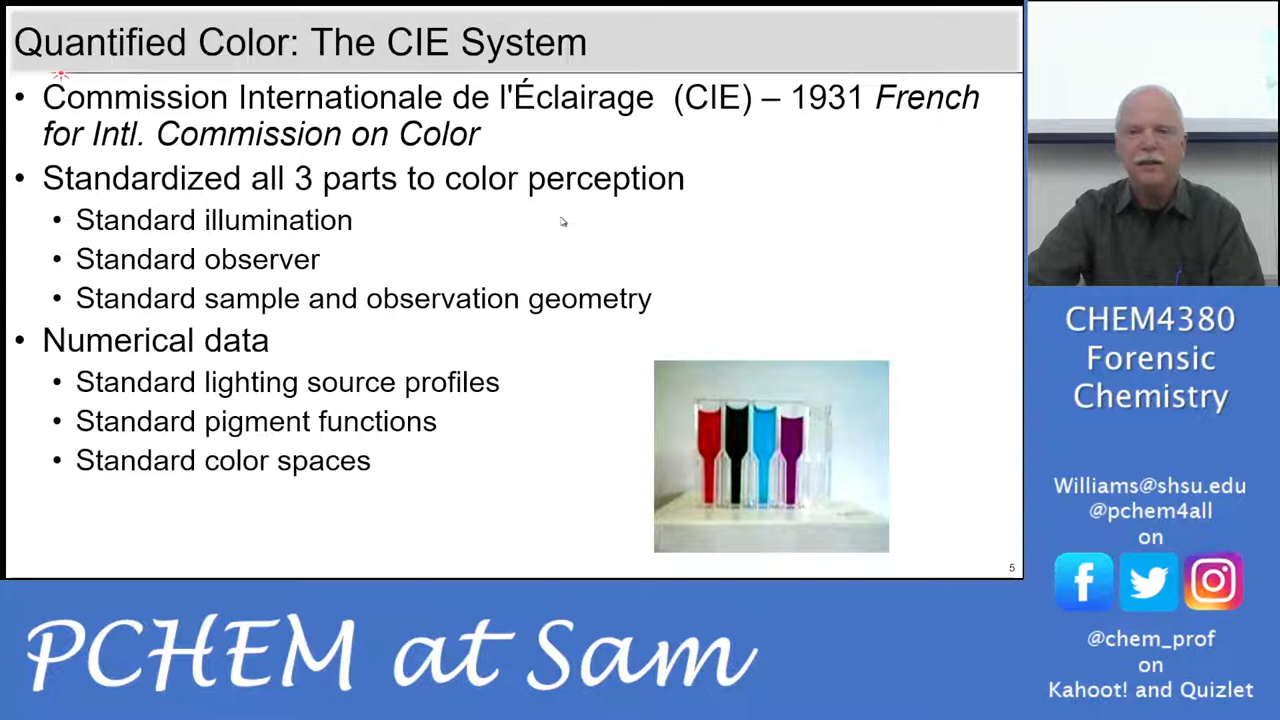 Quantified Color: The CIE System
• Commission Internationale de l'Éclairage (CIE) – 1931 French
for Intl. Commission on Color
• Standardized all 3 parts to color perception
• Standard illumination
• Standard observer
• Standard sample and observation geometry
• Numerical data
• Standard lighting source profiles
• Standard pigment functions
• Standard color spaces
5
CHEM4380
Forensic
Chemistry
Williams@shsu.edu
@pchem4all
on
@chem_prof
on
Kahoot! and Quizlet
PCHEM at Sam